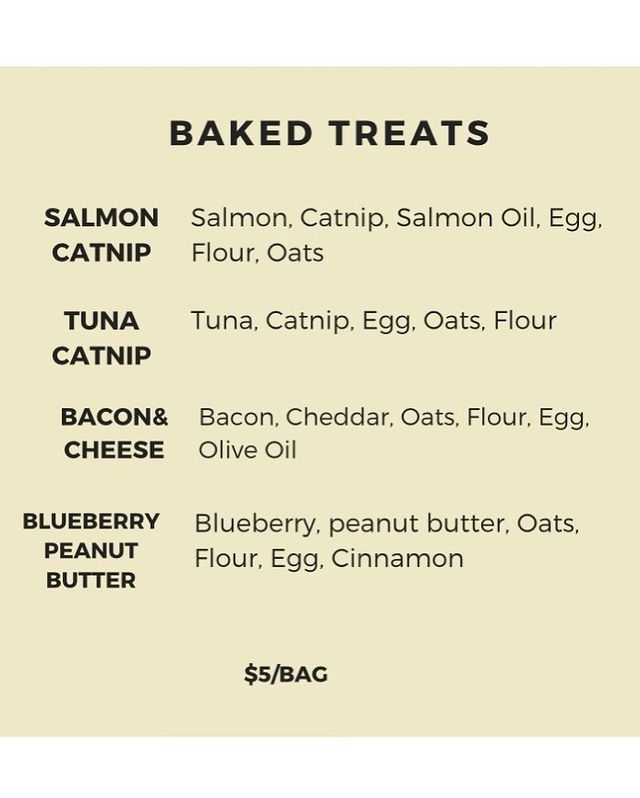 BAKED TREATS
SALMON CATNIP
Salmon, Catnip, Salmon Oil, Egg,
Flour, Oats
TUNA CATNIP
Tuna, Catnip, Egg, Oats, Flour
BACON& CHEESE
Bacon, Cheddar, Oats, Flour, Egg,
Olive Oil
BLUEBERRY PEANUT BUTTER
Blueberry, peanut butter, Oats,
Flour, Egg, Cinnamon
$5/BAG